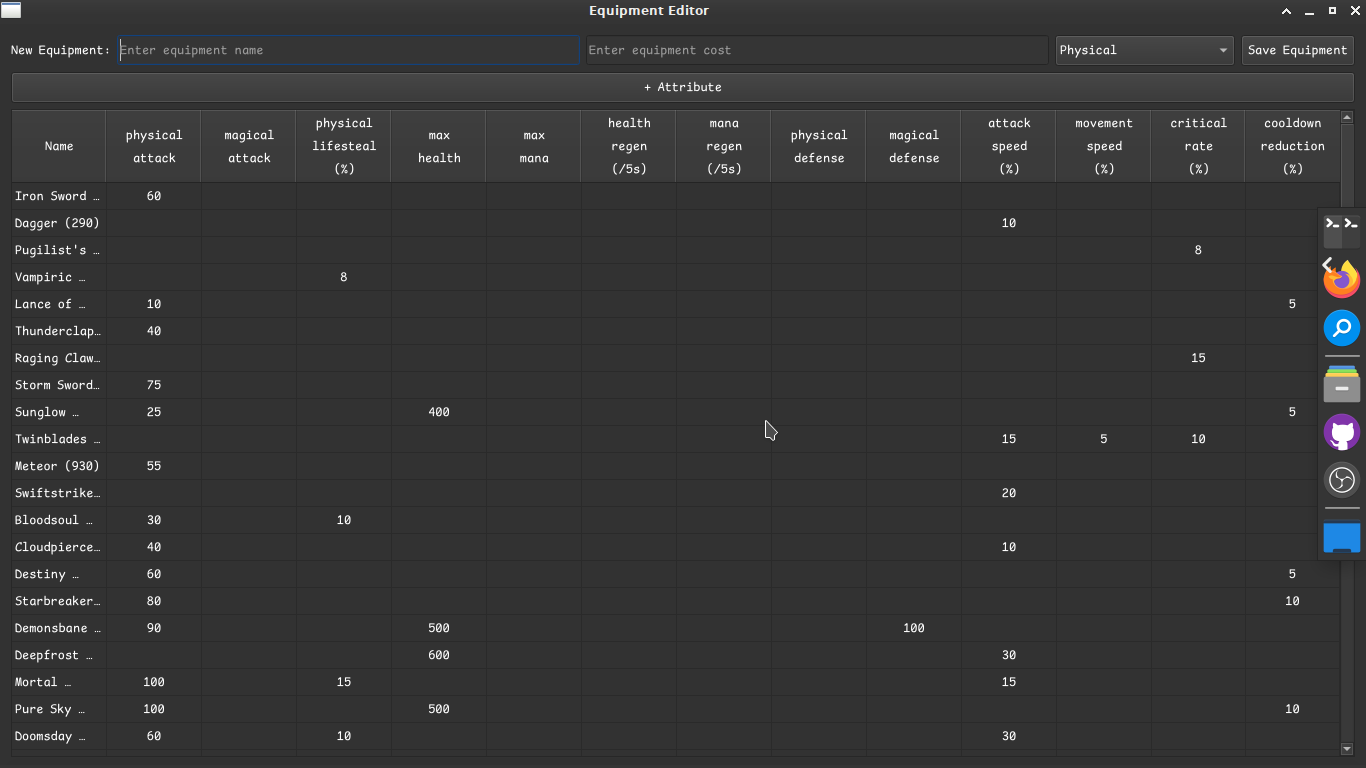 Equipment Editor
New Equipment: Enter equipment name Enter equipment cost Physical Save Equipment
+ Attribute
Name physical attack magical attack physical lifesteal (%) max health max mana health regen (/5s) mana regen (/5s) physical defense magical defense attack speed (%) movement speed (%) critical rate (%) cooldown reduction (%)
Iron Sword … 60
Dagger (290) 10
Pugilist's … 8
Vampiric … 8
Lance of … 10 5
Thunderclap… 40
Raging Claw… 15
Storm Sword… 75
Sunglow … 25 400 5
Twinblades … 15 5 10
Meteor (930) 55
Swiftstrike… 20
Bloodsoul … 30 10
Cloudpierce… 40 10
Destiny … 60 5
Starbreaker… 80 10
Demonsbane … 90 500 100
Deepfrost … 600 30
Mortal … 100 15 15
Pure Sky … 100 500 10
Doomsday … 60 10 30